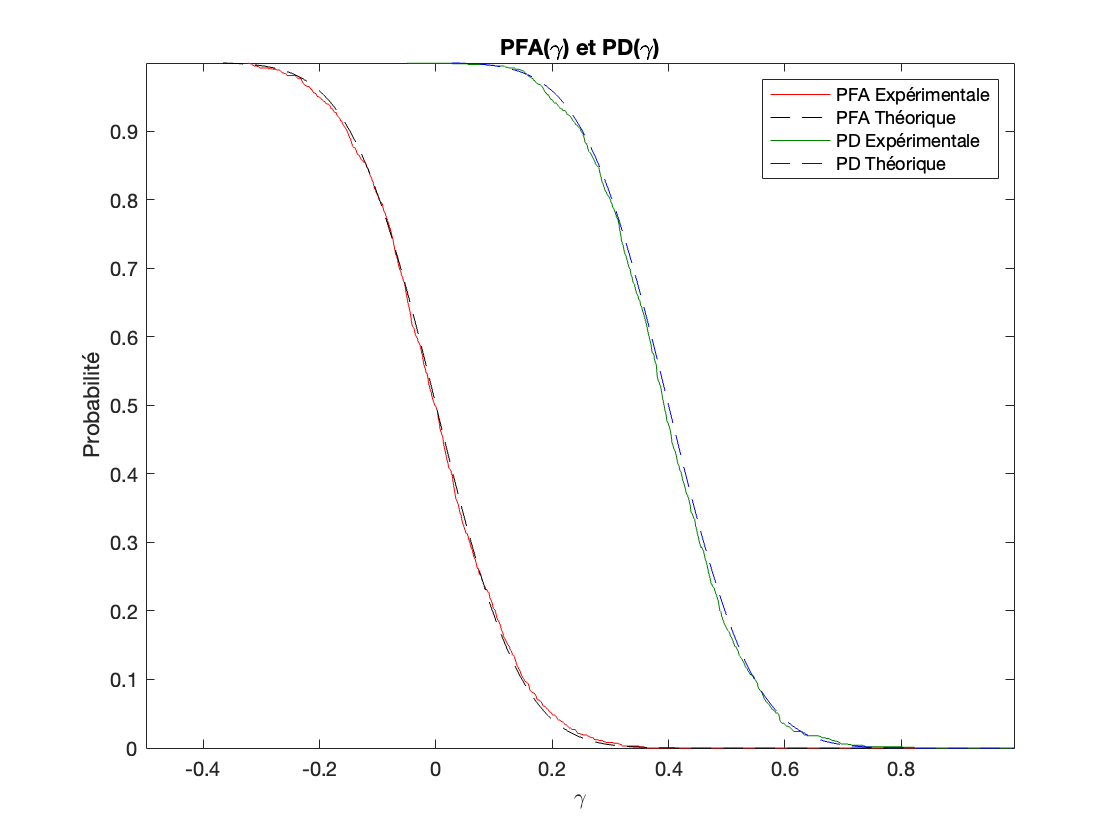 PFA(γ) et PD(γ)
PFA Expérimentale
PFA Théorique
PD Expérimentale
PD Théorique
Probabilité
0.9
0.8
0.7
0.6
0.5
0.4
0.3
0.2
0.1
0
-0.4 -0.2 0 0.2 0.4 0.6 0.8
γ